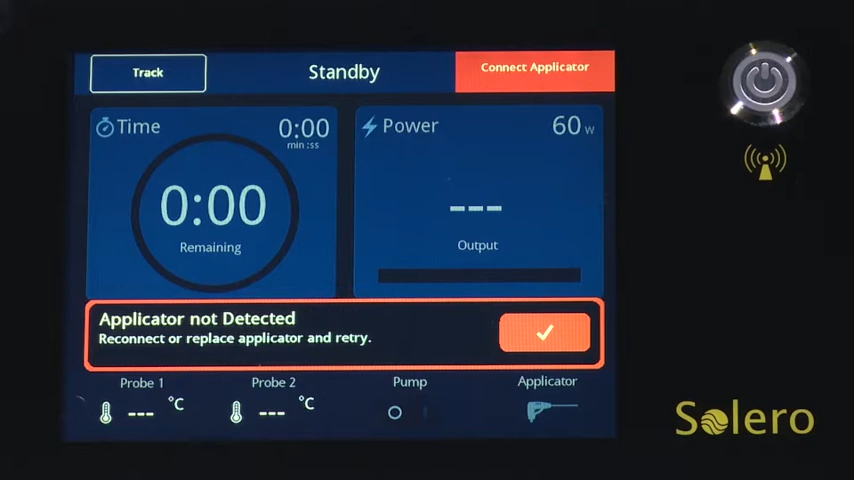 Track
Standby
Connect Applicator
Time
0:00
min:ss
Power
60 w
0:00
Remaining
---
Output
Applicator not Detected
Reconnect or replace applicator and retry.
Probe 1
Probe 2
Pump
Applicator
--- °C
--- °C
Solero